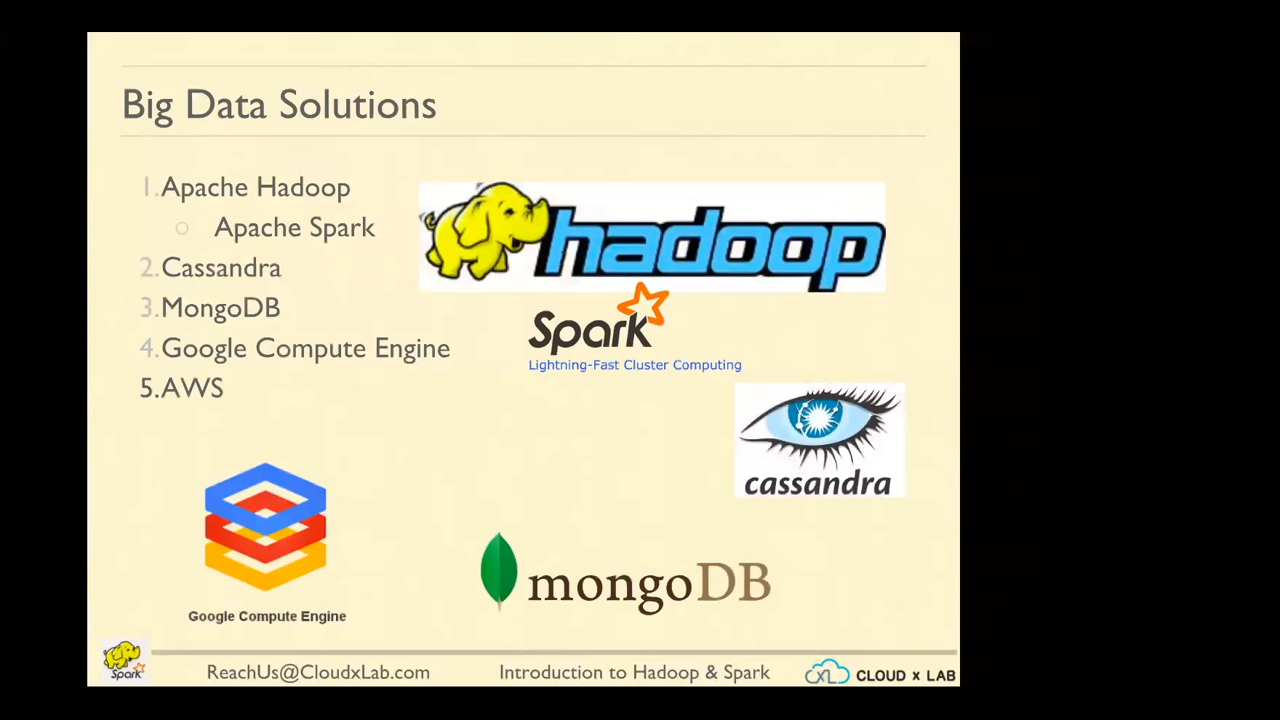 Big Data Solutions
1. Apache Hadoop
○ Apache Spark
2. Cassandra
3. MongoDB
4. Google Compute Engine
5. AWS
hadoop
Spark
Lightning-Fast Cluster Computing
cassandra
mongoDB
Google Compute Engine
Spark
ReachUs@CloudxLab.com
Introduction to Hadoop & Spark
CXL CLOUD x LAB